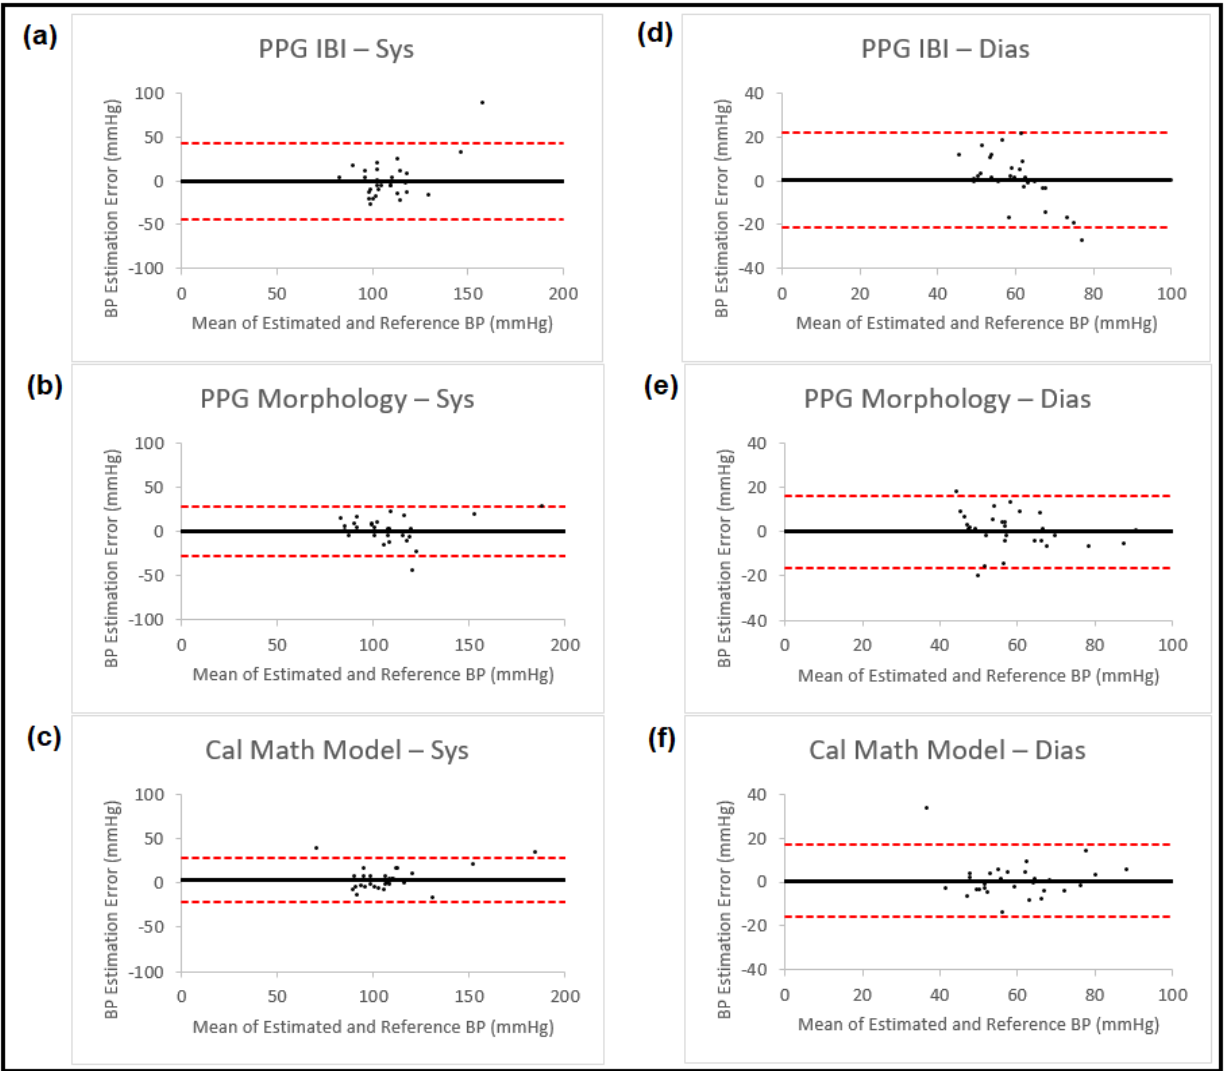 (a)
PPG IBI – Sys
BP Estimation Error (mmHg)
100
50
0
-50
-100
0 50 100 150 200
Mean of Estimated and Reference BP (mmHg)
(d)
PPG IBI – Dias
BP Estimation Error (mmHg)
40
20
0
-20
-40
0 20 40 60 80 100
Mean of Estimated and Reference BP (mmHg)
(b)
PPG Morphology – Sys
BP Estimation Error (mmHg)
100
50
0
-50
-100
0 50 100 150 200
Mean of Estimated and Reference BP (mmHg)
(e)
PPG Morphology – Dias
BP Estimation Error (mmHg)
40
20
0
-20
-40
0 20 40 60 80 100
Mean of Estimated and Reference BP (mmHg)
(c)
Cal Math Model – Sys
BP Estimation Error (mmHg)
100
50
0
-50
-100
0 50 100 150 200
Mean of Estimated and Reference BP (mmHg)
(f)
Cal Math Model – Dias
BP Estimation Error (mmHg)
40
20
0
-20
-40
0 20 40 60 80 100
Mean of Estimated and Reference BP (mmHg)